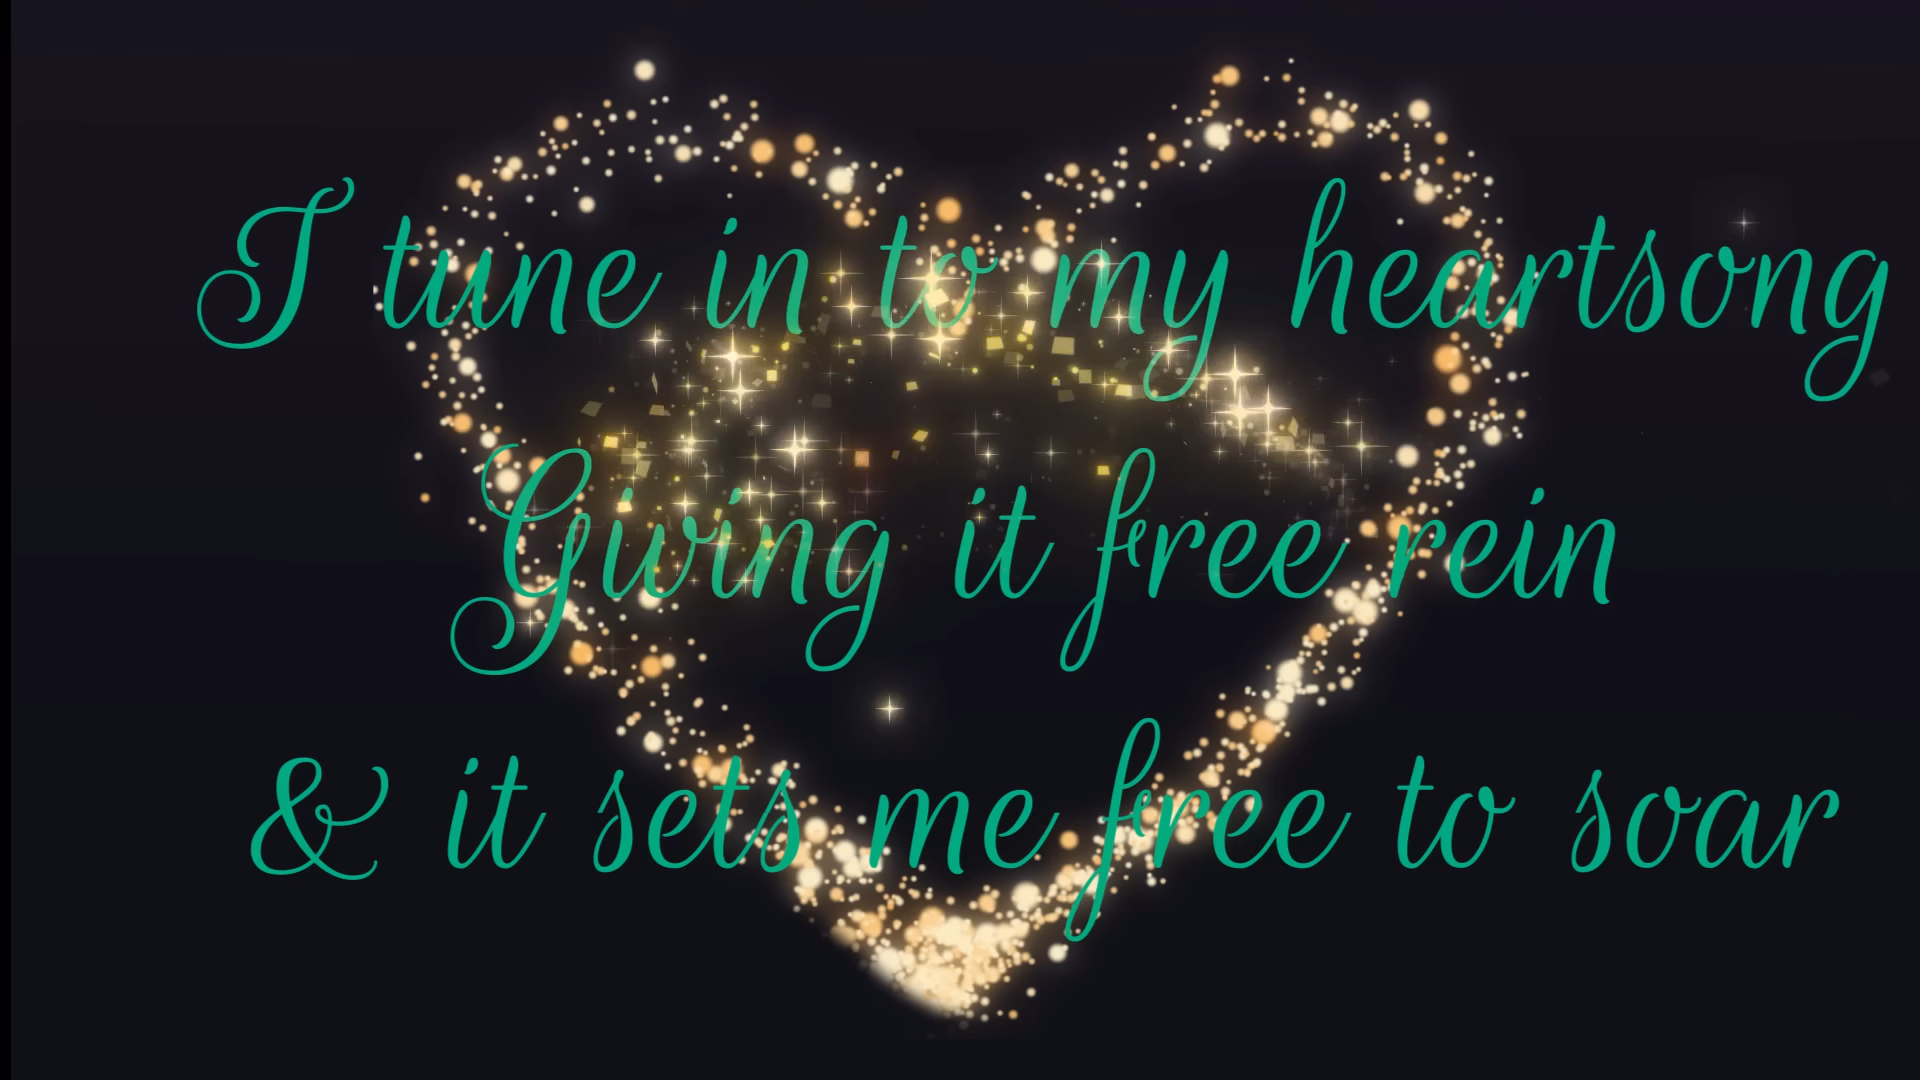 I tune in to my heartsong
Giving it free rein
& it sets me free to soar